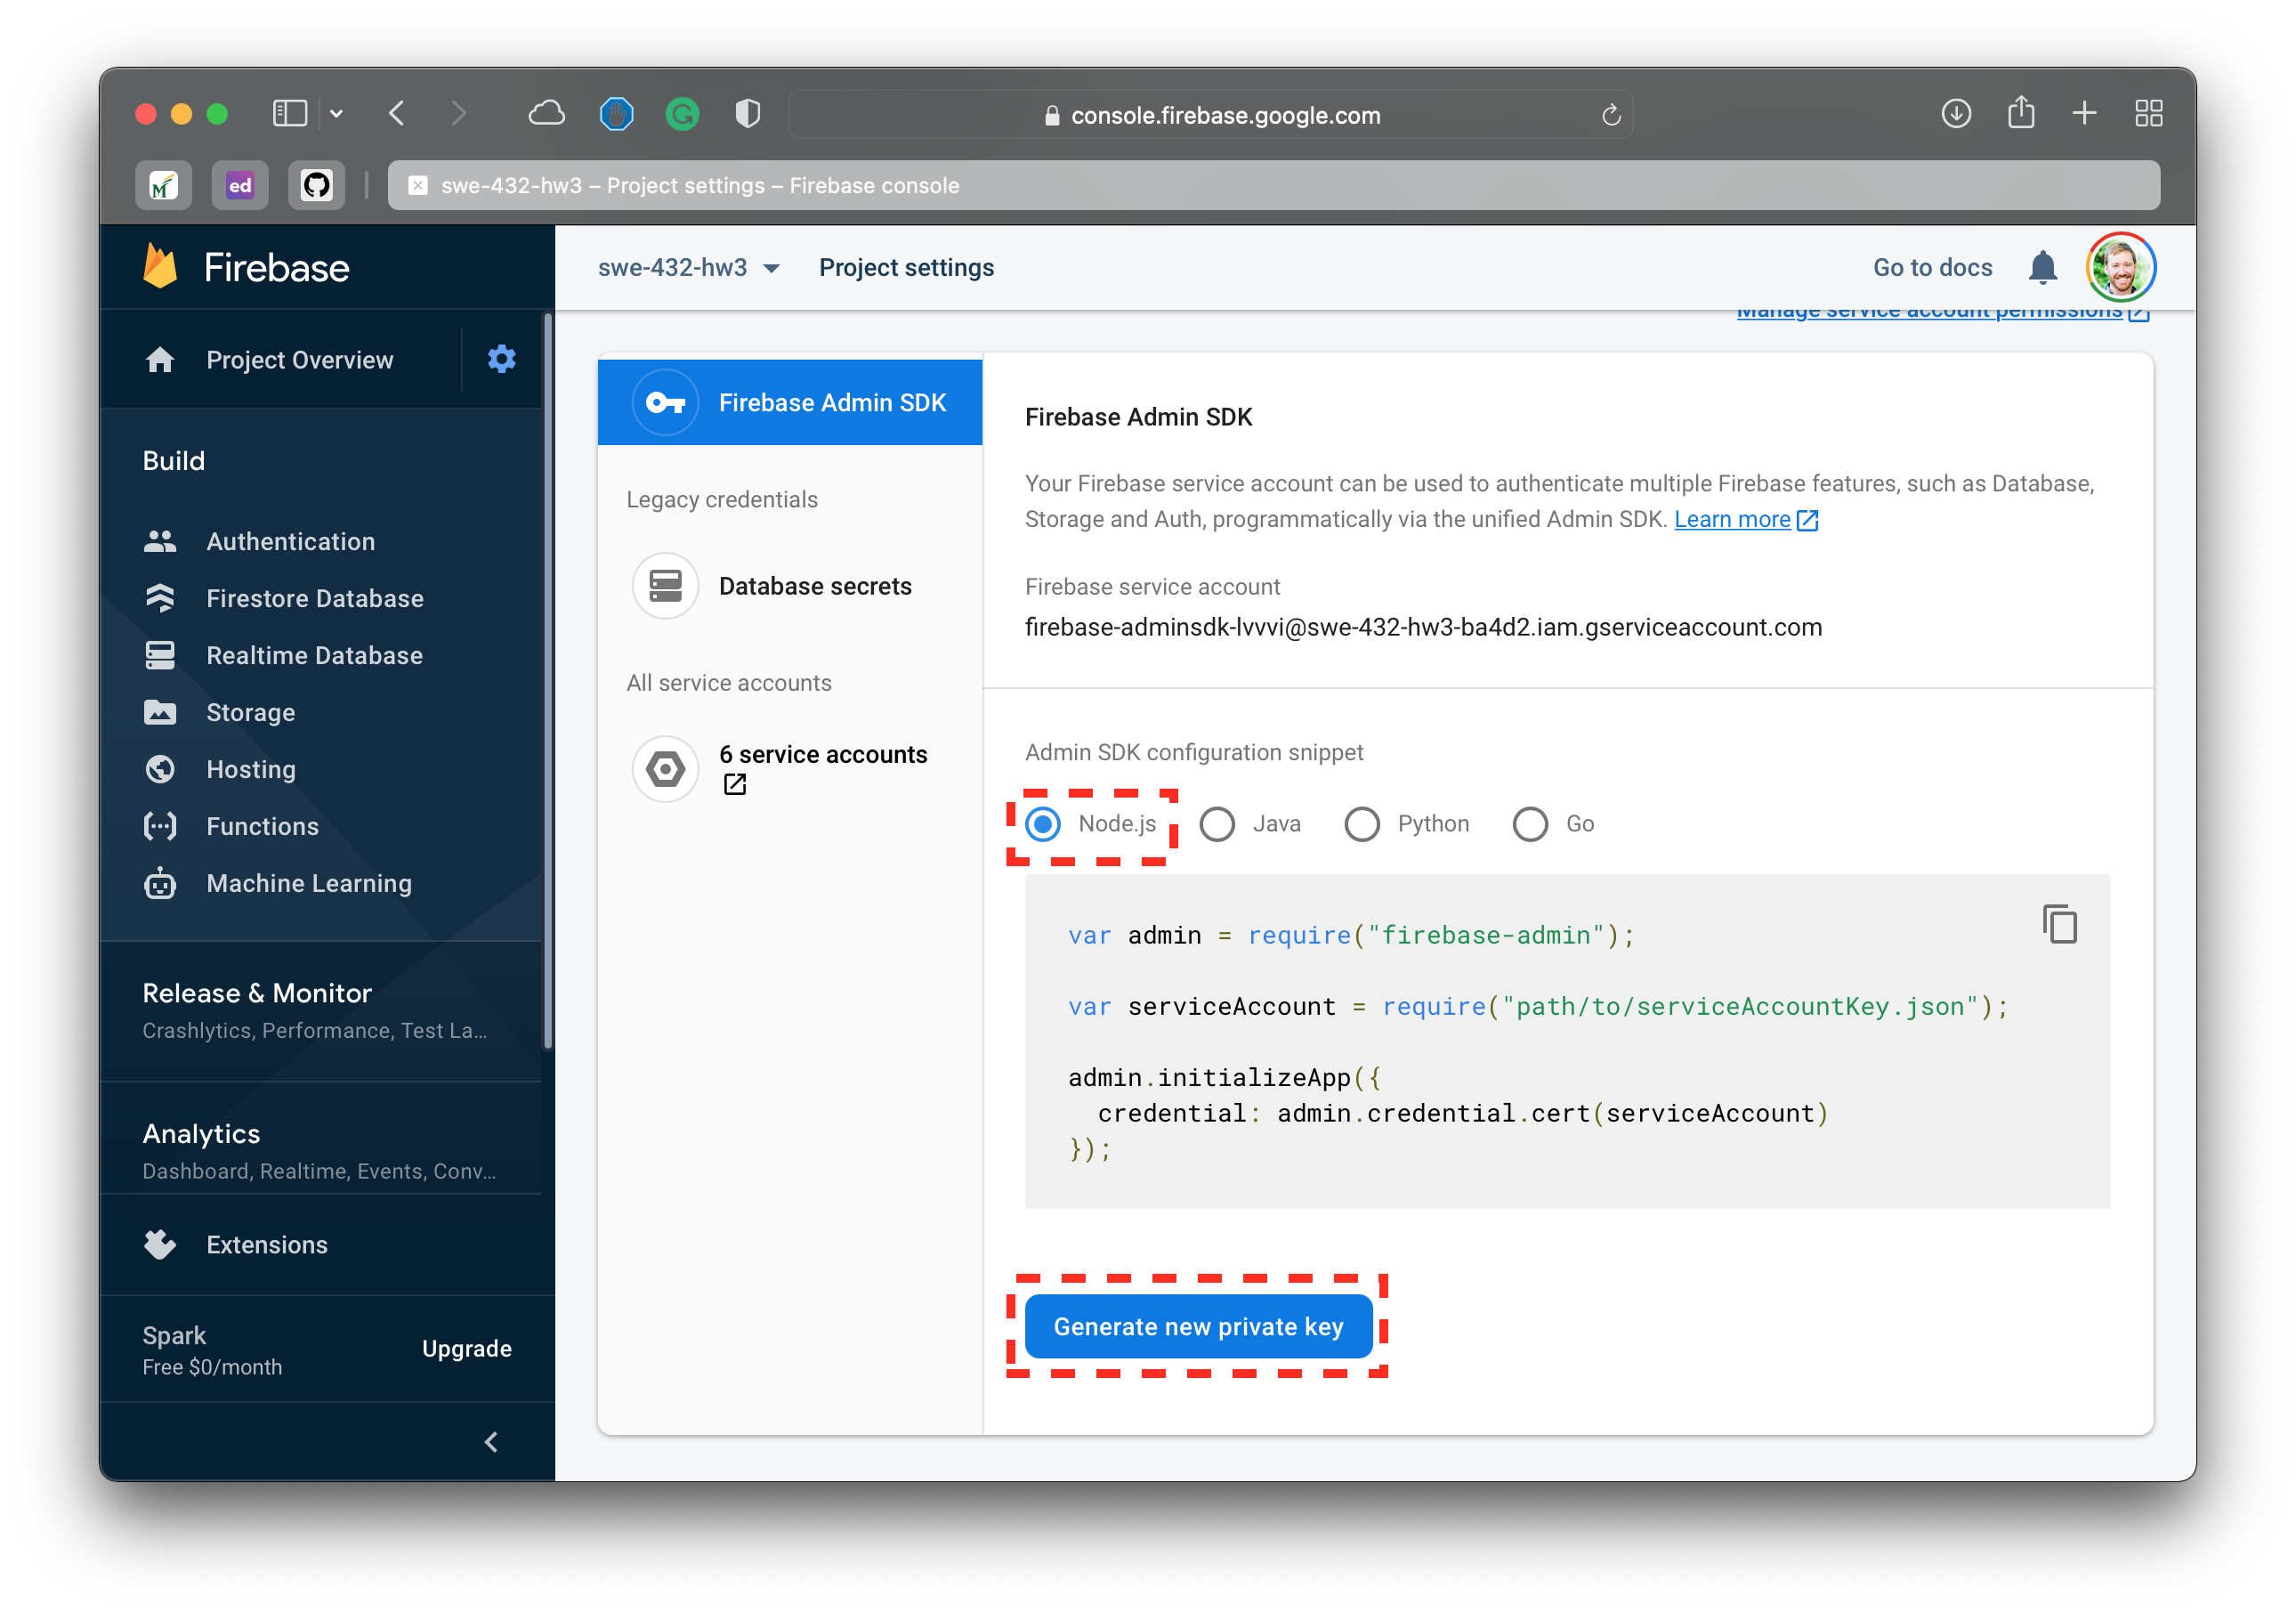 console.firebase.google.com
ed
swe-432-hw3 – Project settings – Firebase console
Firebase
swe-432-hw3
Project settings
Go to docs
Manage service account permissions
Project Overview
Build
Authentication
Firestore Database
Realtime Database
Storage
Hosting
Functions
Machine Learning
Release & Monitor
Crashlytics, Performance, Test La...
Analytics
Dashboard, Realtime, Events, Conv...
Extensions
Spark
Free $0/month
Upgrade
Firebase Admin SDK
Legacy credentials
Database secrets
All service accounts
6 service accounts
Firebase Admin SDK
Your Firebase service account can be used to authenticate multiple Firebase features, such as Database,
Storage and Auth, programmatically via the unified Admin SDK. Learn more
Firebase service account
firebase-adminsdk-lvvvi@swe-432-hw3-ba4d2.iam.gserviceaccount.com
Admin SDK configuration snippet
Node.js
Java
Python
Go
var admin = require("firebase-admin");
var serviceAccount = require("path/to/serviceAccountKey.json");
admin.initializeApp({
  credential: admin.credential.cert(serviceAccount)
});
Generate new private key